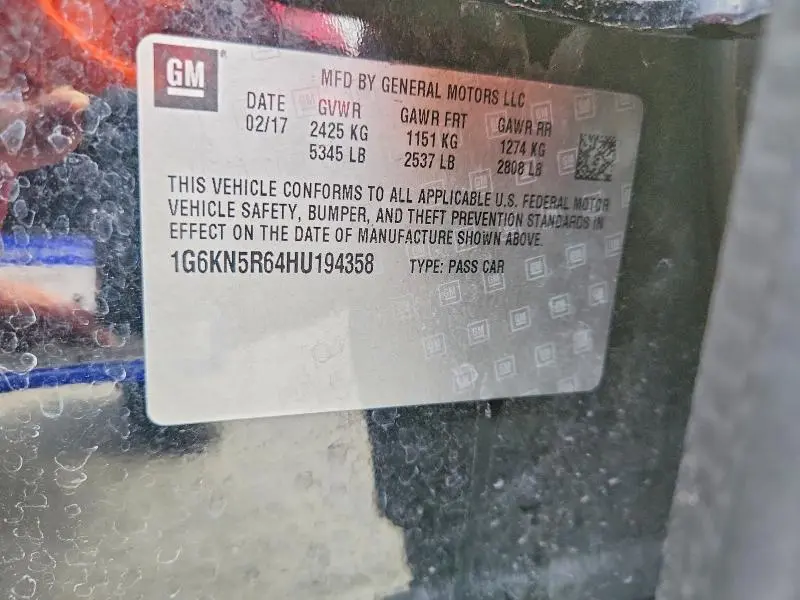 GM
MFD BY GENERAL MOTORS LLC
DATE GVWR GAWR FRT GAWR RR
02/17 2425 KG 1151 KG 1274 KG
5345 LB 2537 LB 2808 LB
THIS VEHICLE CONFORMS TO ALL APPLICABLE U.S. FEDERAL MOTOR
VEHICLE SAFETY, BUMPER, AND THEFT PREVENTION STANDARDS IN
EFFECT ON THE DATE OF MANUFACTURE SHOWN ABOVE.
1G6KN5R64HU194358 TYPE: PASS CAR